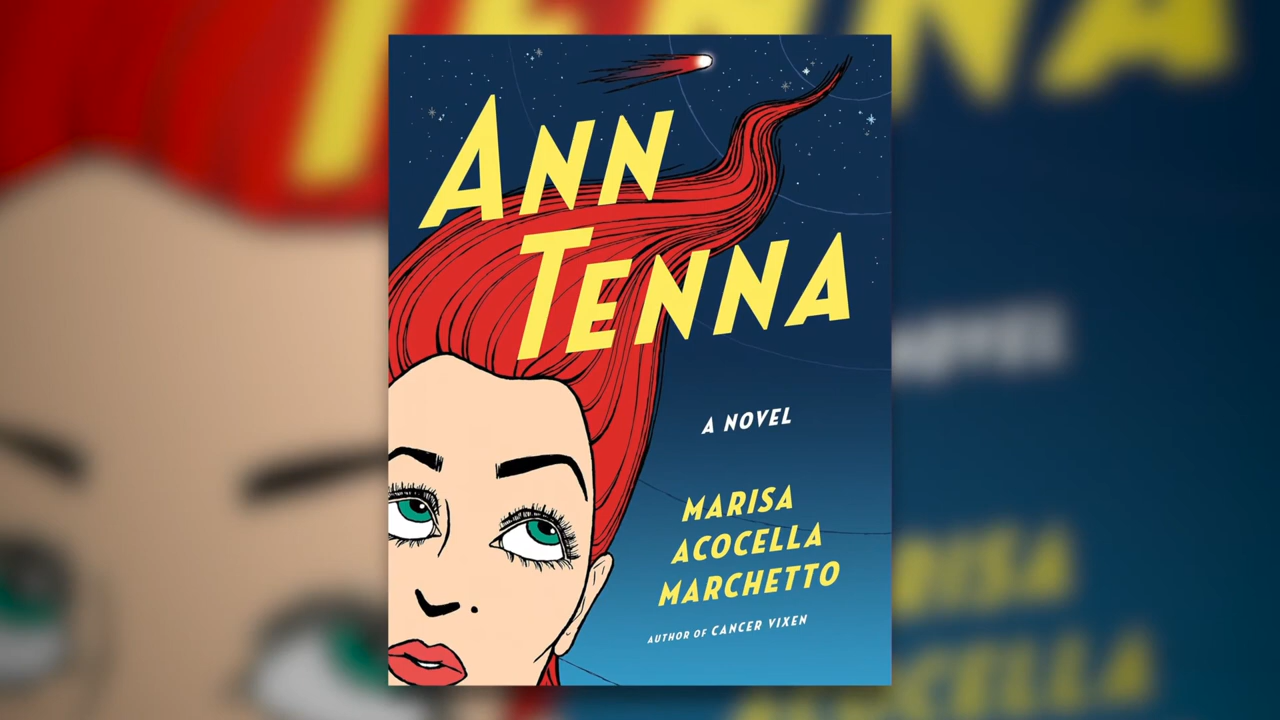 ANN
TENNA
A NOVEL
MARISA
ACOCELLA
MARCHETTO
AUTHOR OF CANCER VIXEN